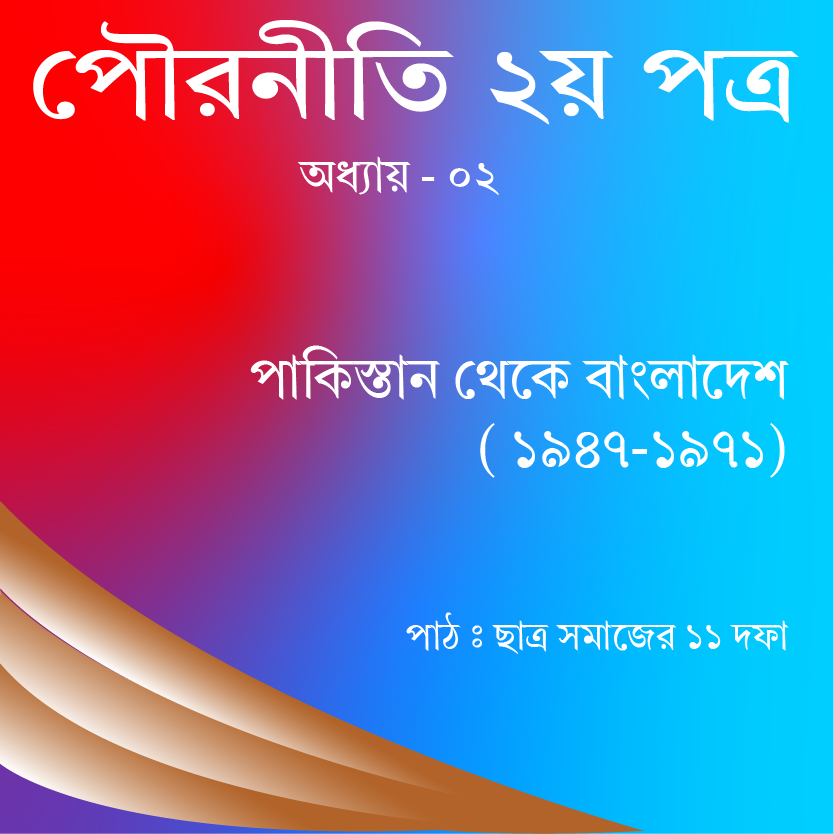 পৌরনীতি ২য় পত্র
অধ্যায় - ০২
পাকিস্তান থেকে বাংলাদেশ
( ১৯৪৭-১৯৭১)
পাঠ ঃ ছাত্র সমাজের ১১ দফা